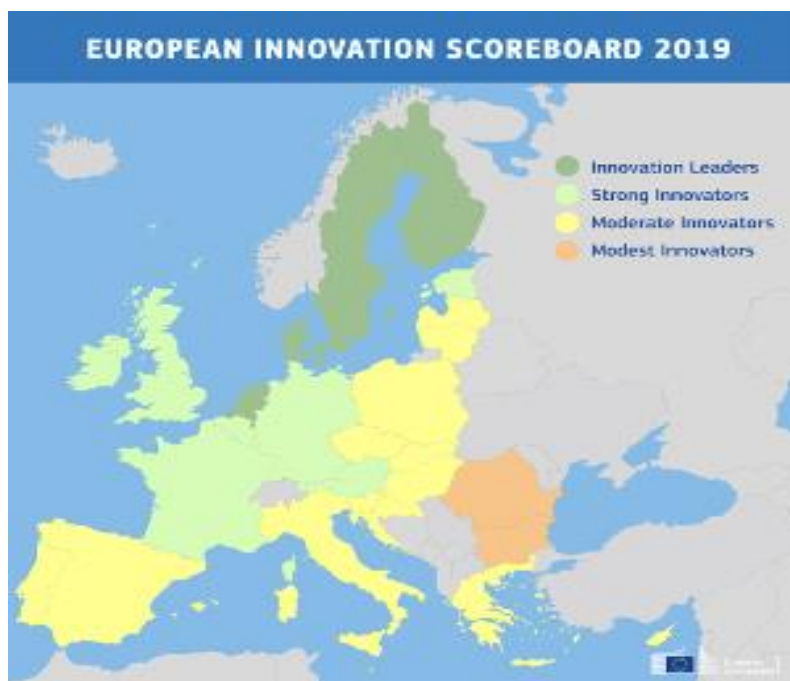 EUROPEAN INNOVATION SCOREBOARD 2019
Innovation Leaders
Strong Innovators
Moderate Innovators
Modest Innovators